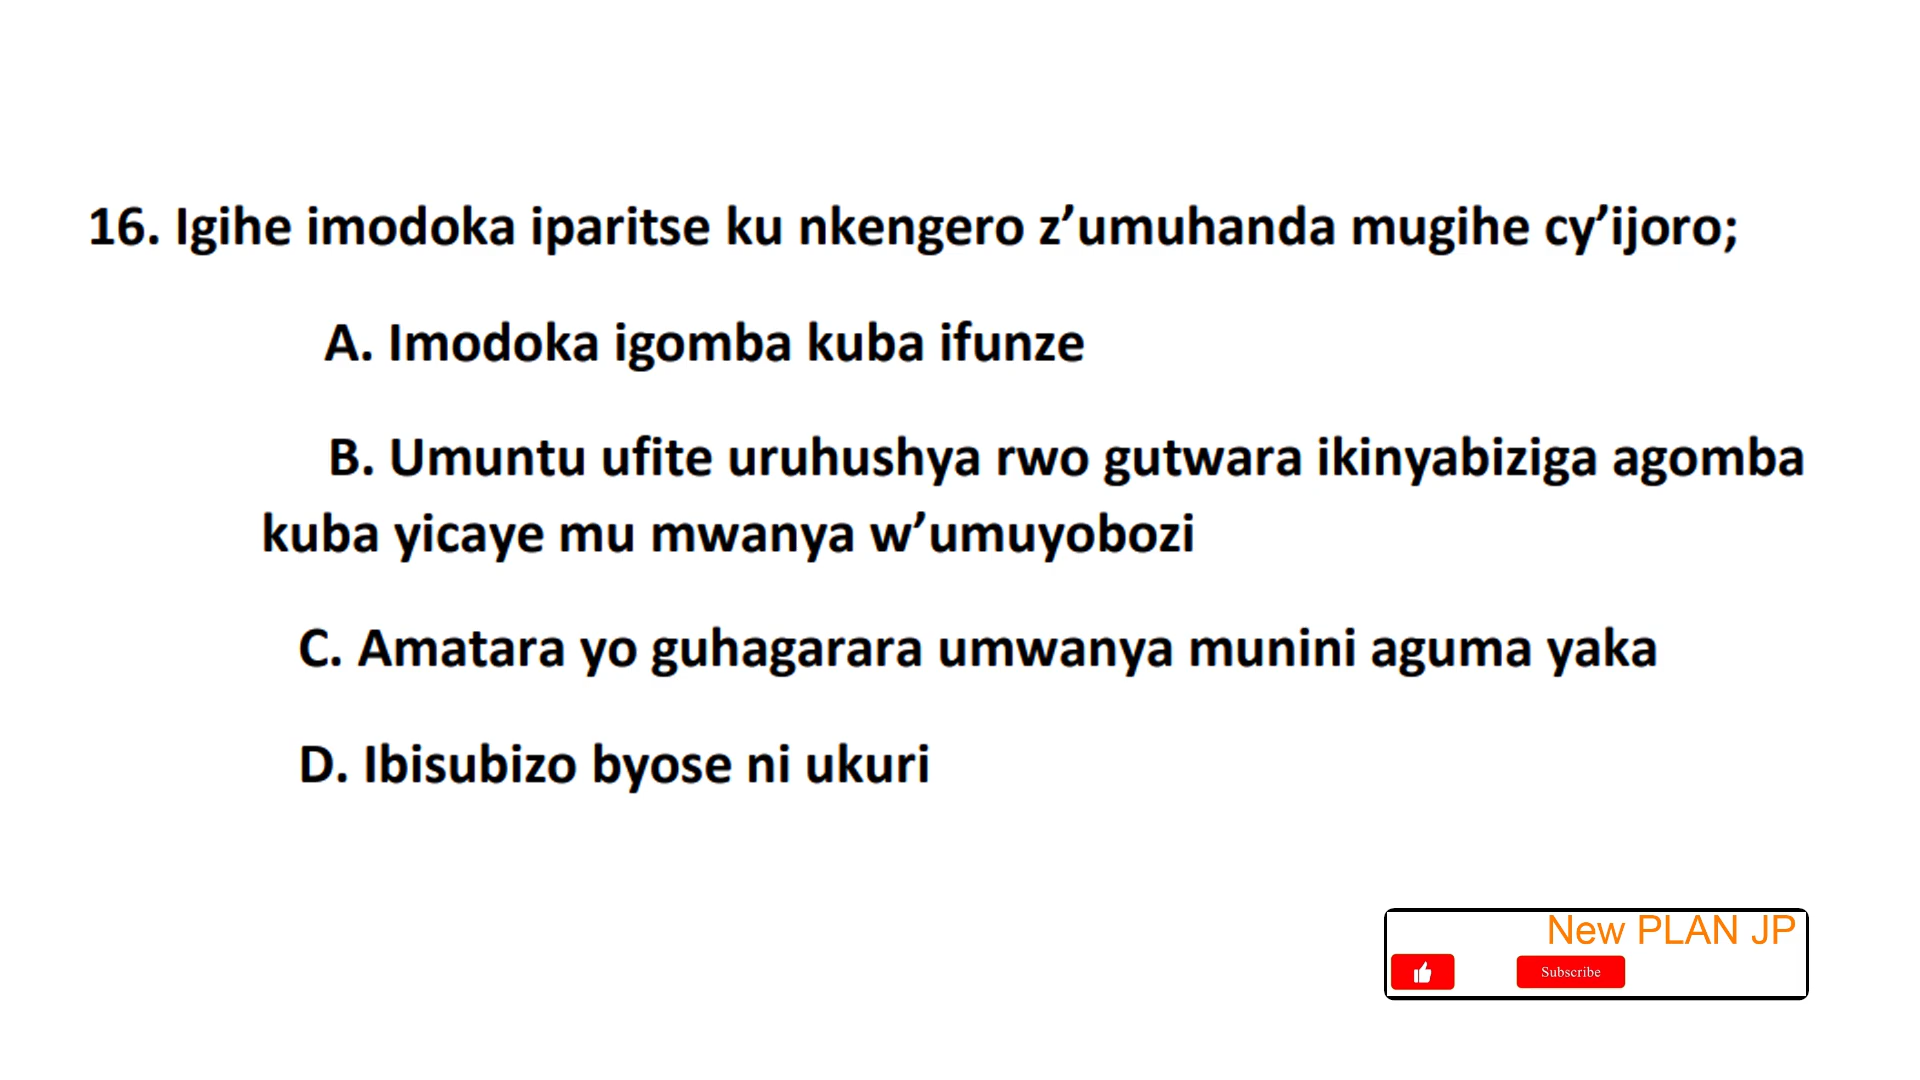 16. Igihe imodoka iparitse ku nkengero z’umuhanda mugihe cy’ijoro;
A. Imodoka igomba kuba ifunze
B. Umuntu ufite uruhushya rwo gutwara ikinyabiziga agomba
kuba yicaye mu mwanya w’umuyobozi
C. Amatara yo guhagarara umwanya munini aguma yaka
D. Ibisubizo byose ni ukuri
New PLAN JP
Subscribe